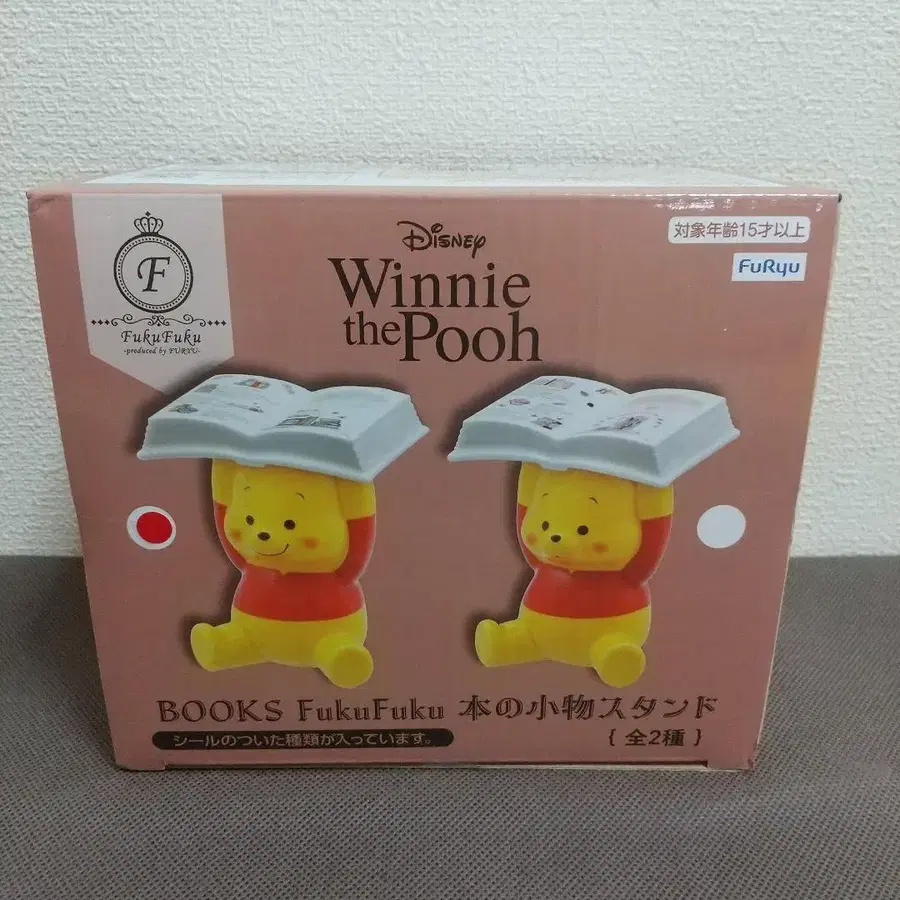 F
FukuFuku
-produced by FURYU-
Disney
Winnie
the Pooh
対象年齢15才以上
FuRyu
BOOKS FukuFuku 本の小物スタンド
シールのついた種類が入っています。
{ 全2種 }